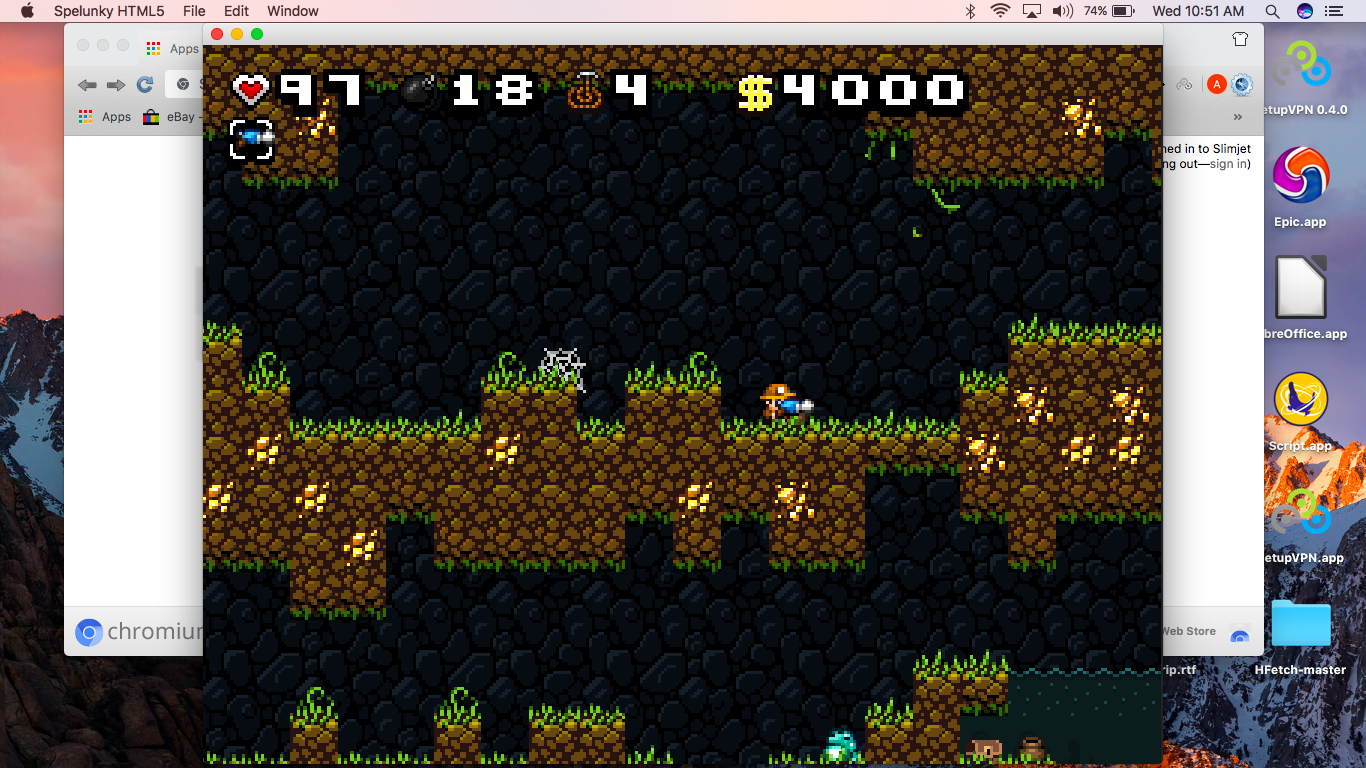 Spelunky HTML5 File Edit Window 74% Wed 10:51 AM
Apps
97 18 4 $4000
Apps eBay -
»
A
etupVPN 0.4.0
ned in to Slimjet
ng out—sign in)
Epic.app
breOffice.app
Script.app
etupVPN.app
chromium
Web Store
rip.rtf
HFetch-master